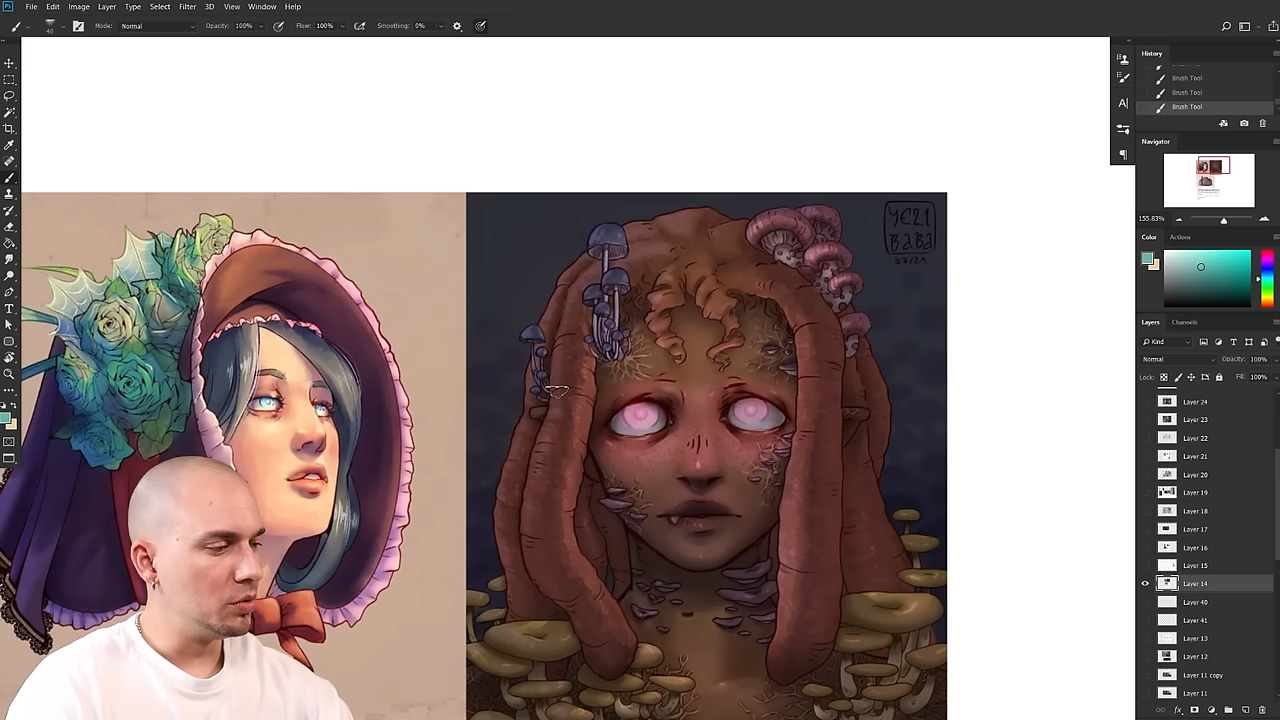 Ps File Edit Image Layer Type Select Filter 3D View Window Help
40 Mode: Normal Opacity: 100% Flow: 100% Smoothing: 0%
History
Brush Tool
Brush Tool
Brush Tool
Navigator
155.83%
Color Actions
Layers Channels
Kind
Normal Opacity: 100%
Lock: Fill: 100%
Layer 24
Layer 23
Layer 22
Layer 21
Layer 20
Layer 19
Layer 18
Layer 17
Layer 16
Layer 15
Layer 14
Layer 40
Layer 41
Layer 13
Layer 12
Layer 11 copy
Layer 11
YEZI
BABA
07/21